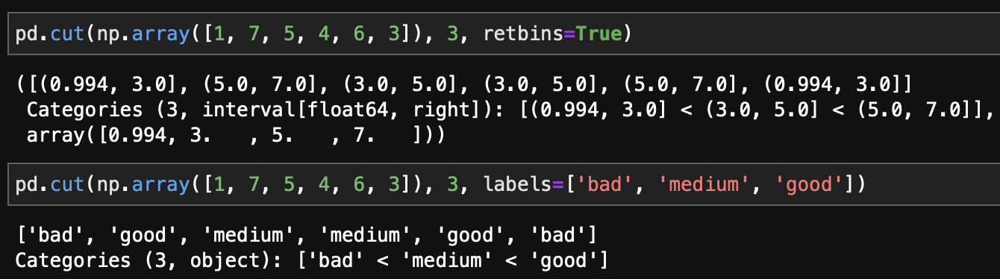 pd.cut(np.array([1, 7, 5, 4, 6, 3]), 3, retbins=True)
([(0.994, 3.0], (5.0, 7.0], (3.0, 5.0], (3.0, 5.0], (5.0, 7.0], (0.994, 3.0]]
 Categories (3, interval[float64, right]): [(0.994, 3.0] < (3.0, 5.0] < (5.0, 7.0]],
 array([0.994, 3.   , 5.   , 7.   ]))
pd.cut(np.array([1, 7, 5, 4, 6, 3]), 3, labels=['bad', 'medium', 'good'])
['bad', 'good', 'medium', 'medium', 'good', 'bad']
Categories (3, object): ['bad' < 'medium' < 'good']